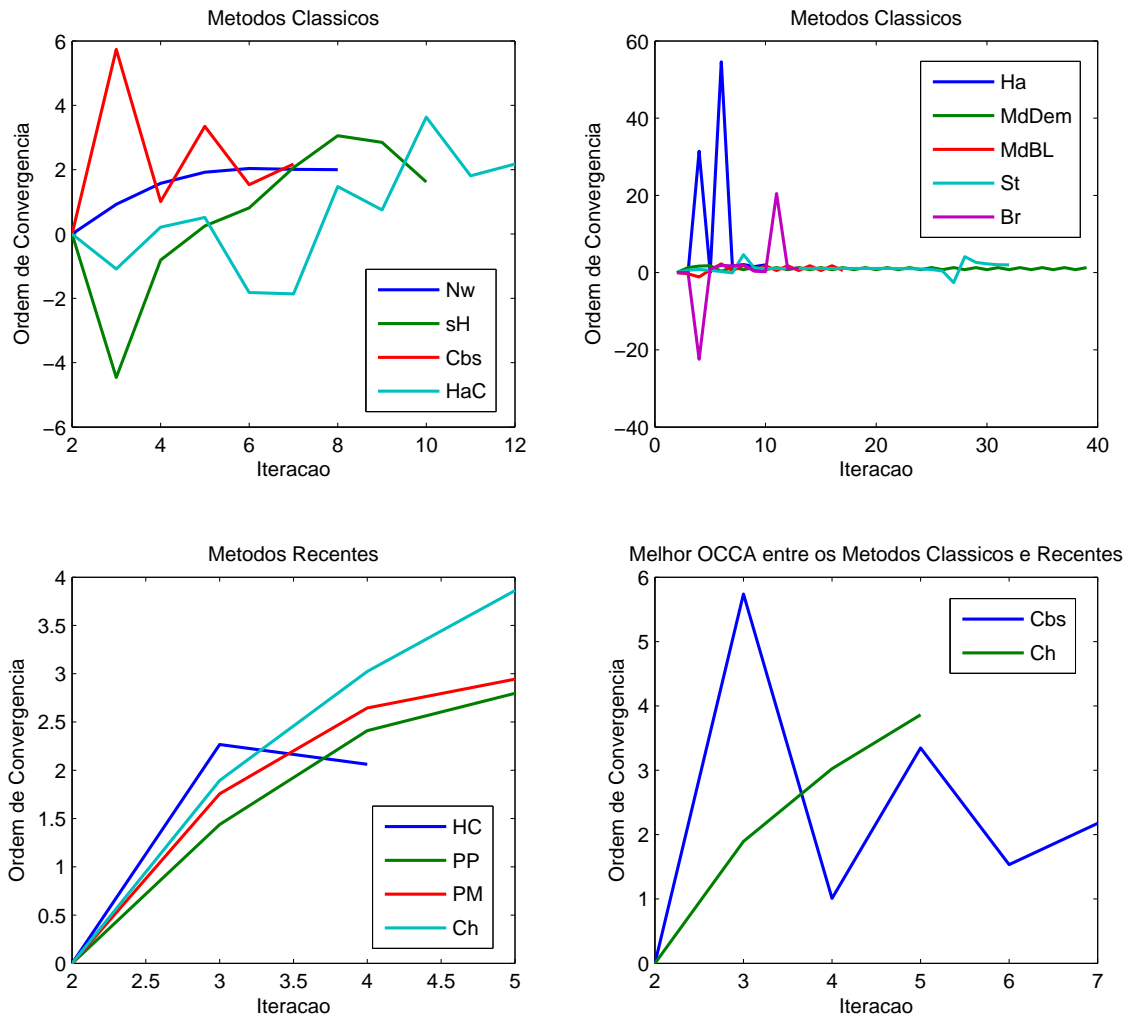 Metodos Classicos
6
4
2
0
−2
−4
−6
2
4
6
8
10
12
Ordem de Convergencia
Iteracao
Nw
sH
Cbs
HaC
Metodos Classicos
60
40
20
0
−20
−40
0
10
20
30
40
Ordem de Convergencia
Iteracao
Ha
MdDem
MdBL
St
Br
Metodos Recentes
4
3.5
3
2.5
2
1.5
1
0.5
0
2
2.5
3
3.5
4
4.5
5
Ordem de Convergencia
Iteracao
HC
PP
PM
Ch
Melhor OCCA entre os Metodos Classicos e Recentes
6
5
4
3
2
1
0
2
3
4
5
6
7
Ordem de Convergencia
Iteracao
Cbs
Ch